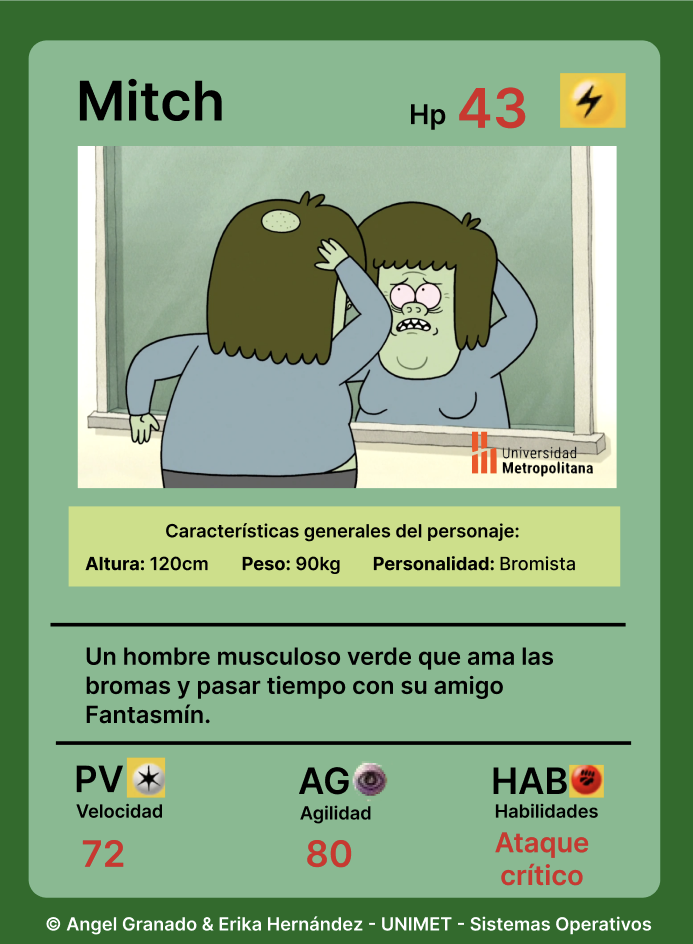 Mitch
Hp 43
Universidad
Metropolitana
Características generales del personaje:
Altura: 120cm Peso: 90kg Personalidad: Bromista
Un hombre musculoso verde que ama las
bromas y pasar tiempo con su amigo
Fantasmín.
PV AG HAB
Velocidad Agilidad Habilidades
72 80 Ataque
crítico
© Angel Granado & Erika Hernández - UNIMET - Sistemas Operativos